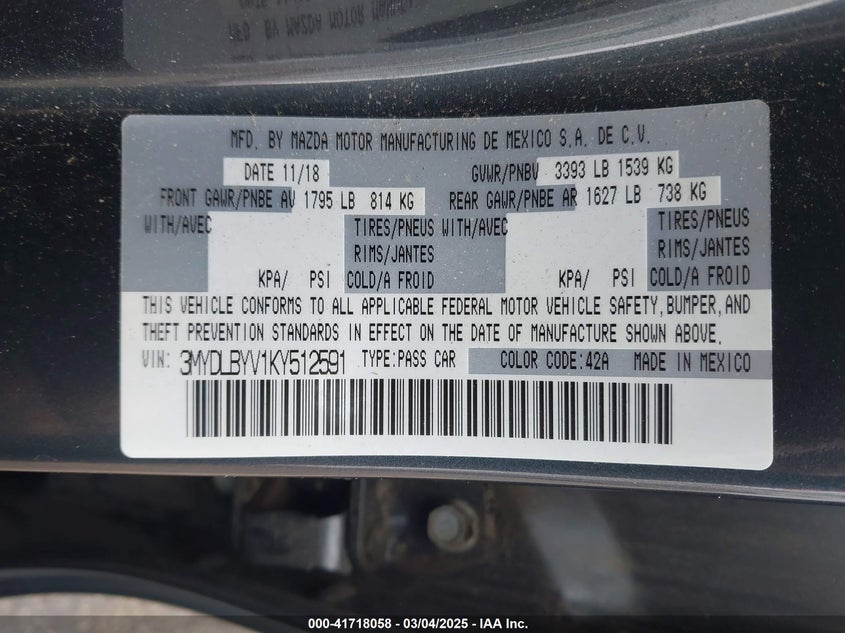 MFD. BY MAZDA MOTOR MANUFACTURING DE MEXICO S.A. DE C.V.
DATE 11/18 GVWR/PNBV 3393 LB 1539 KG
FRONT GAWR/PNBE AV 1795 LB 814 KG REAR GAWR/PNBE AR 1627 LB 738 KG
WITH/AVEC TIRES/PNEUS WITH/AVEC TIRES/PNEUS
RIMS/JANTES RIMS/JANTES
KPA/ PSI COLD/A FROID KPA/ PSI COLD/A FROID
THIS VEHICLE CONFORMS TO ALL APPLICABLE FEDERAL MOTOR VEHICLE SAFETY, BUMPER, AND
THEFT PREVENTION STANDARDS IN EFFECT ON THE DATE OF MANUFACTURE SHOWN ABOVE.
VIN: 3MYDLBYV1KY512591 TYPE:PASS CAR COLOR CODE:42A MADE IN MEXICO
000-41718058 - 03/04/2025 - IAA Inc.